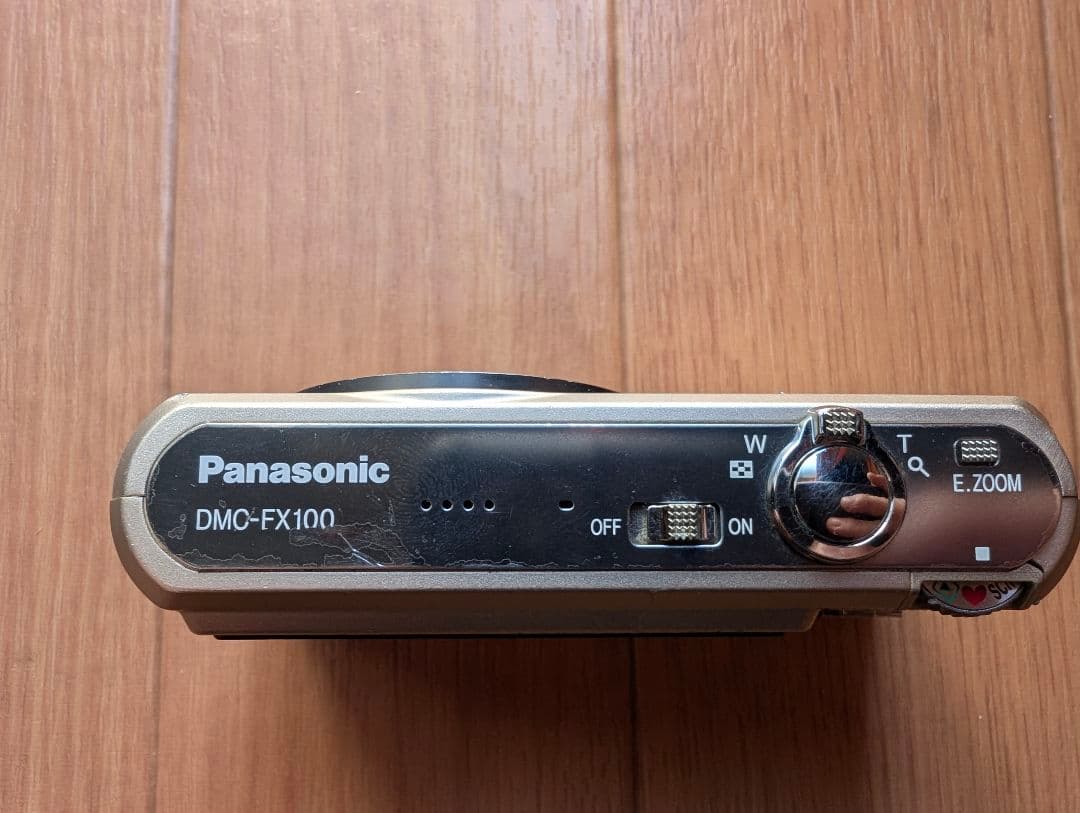 Panasonic
DMC-FX100
OFF
ON
W
T
E.ZOOM